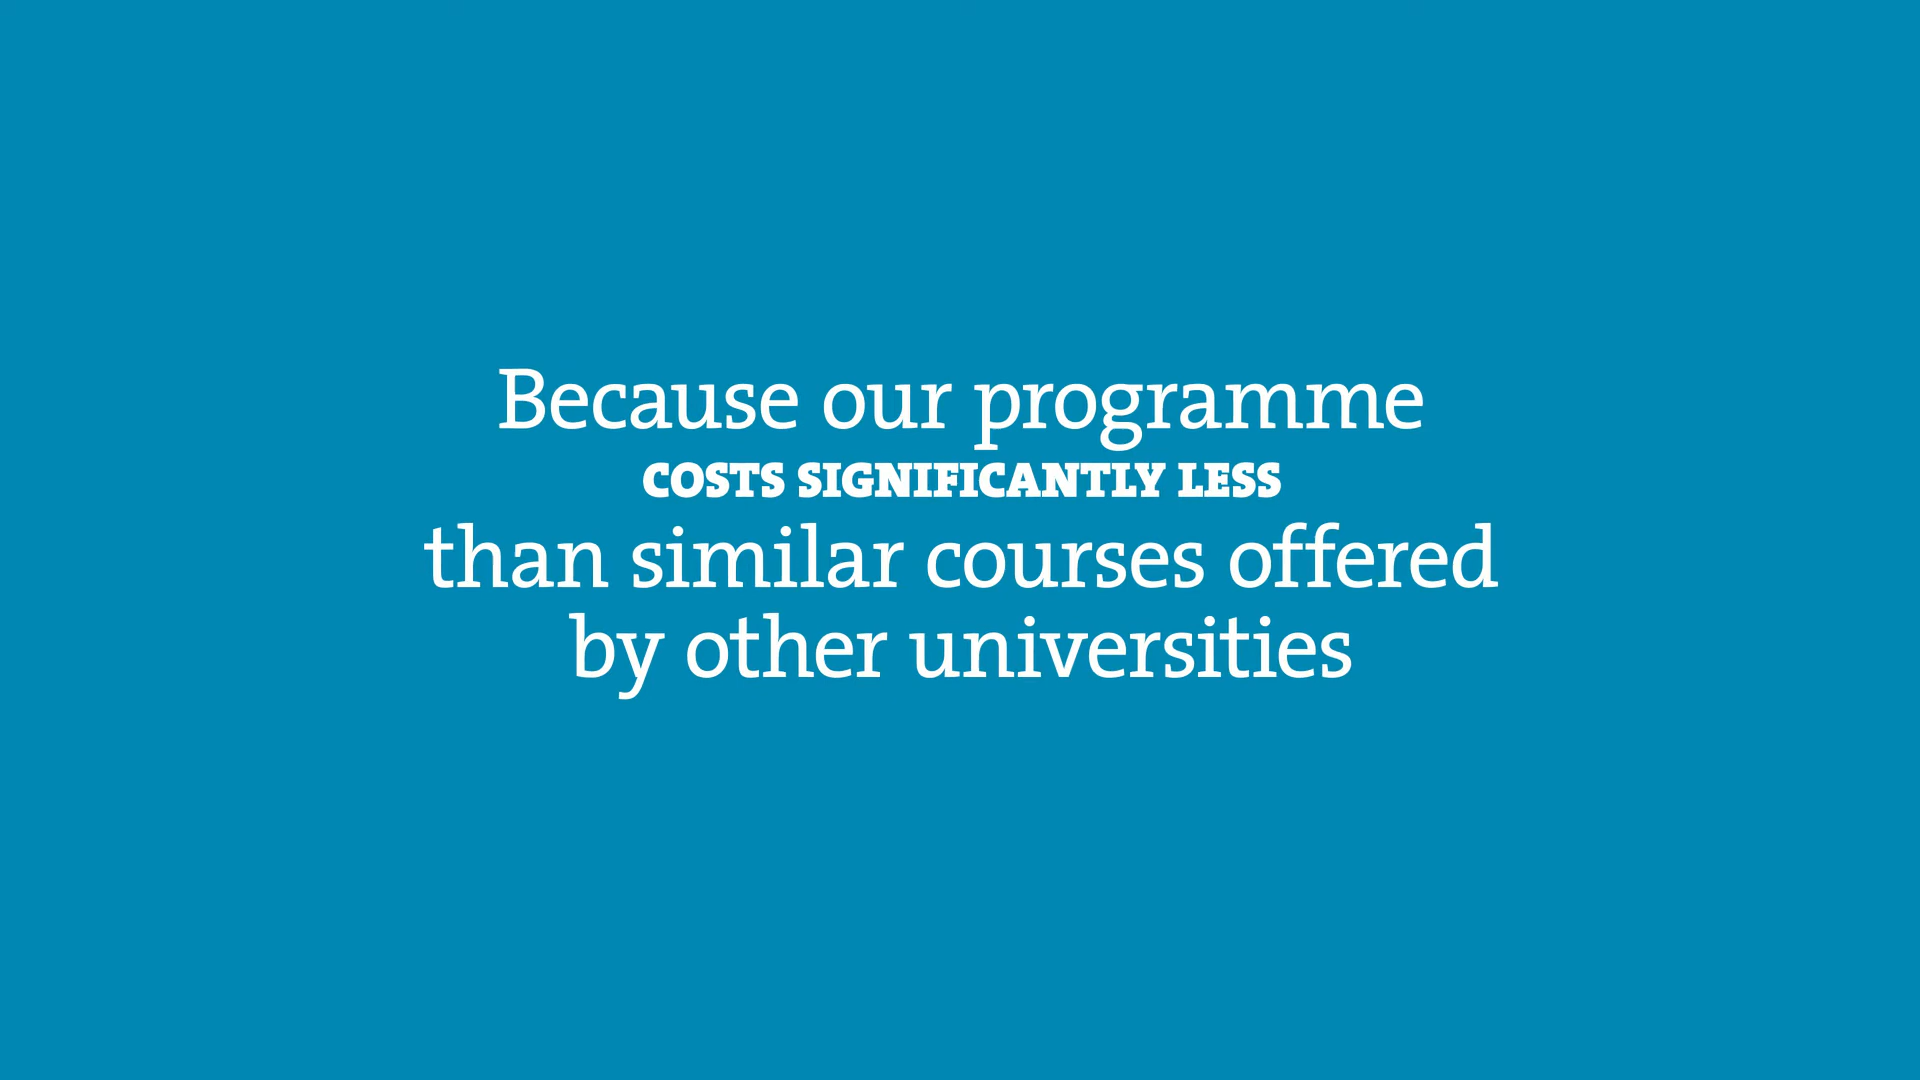 Because our programme
COSTS SIGNIFICANTLY LESS
than similar courses offered
by other universities